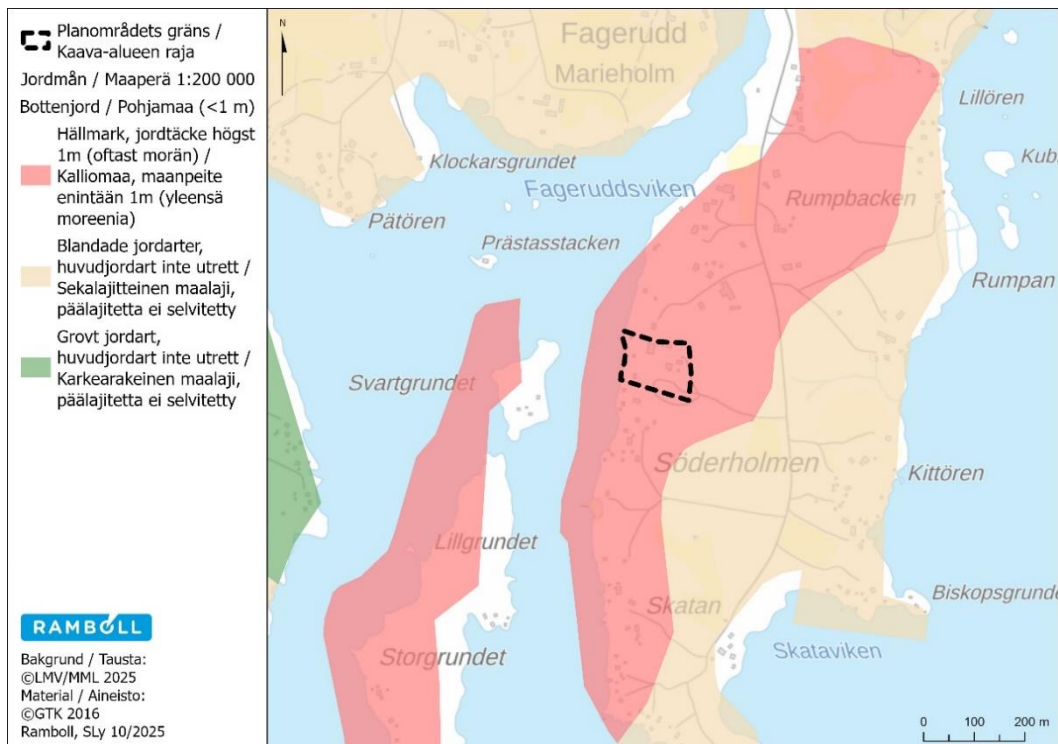 Planområdets gräns /
Kaava-alueen raja
Jordmån / Maaperä 1:200 000
Bottenjord / Pohjamaa (<1 m)
Hällmark, jordtäcke högst
1m (oftast morän) /
Kalliomaa, maanpeite
enintään 1m (yleensä
moreenia)
Blandade jordarter,
huvudjordart inte utrett /
Sekalajitteinen maalaji,
päälajitetta ei selvitetty
Grovt jordart,
huvudjordart inte utrett /
Karkearakeinen maalaji,
päälajitetta ei selvitetty
RAMBOLL
Bakgrund / Tausta:
©LMV/MML 2025
Material / Aineisto:
©GTK 2016
Ramboll, SLy 10/2025
N
Fagerudd
Marieholm
Lillören
Klockarsgrundet
Kuba
Fageruddsviken
Rumpbacken
Pätören
Prästasstacken
Rumpan
Svartgrundet
Söderholmen
Kittören
Lillgrundet
Skatan
Biskopsgrunde
Storgrundet
Skataviken
0 100 200 m